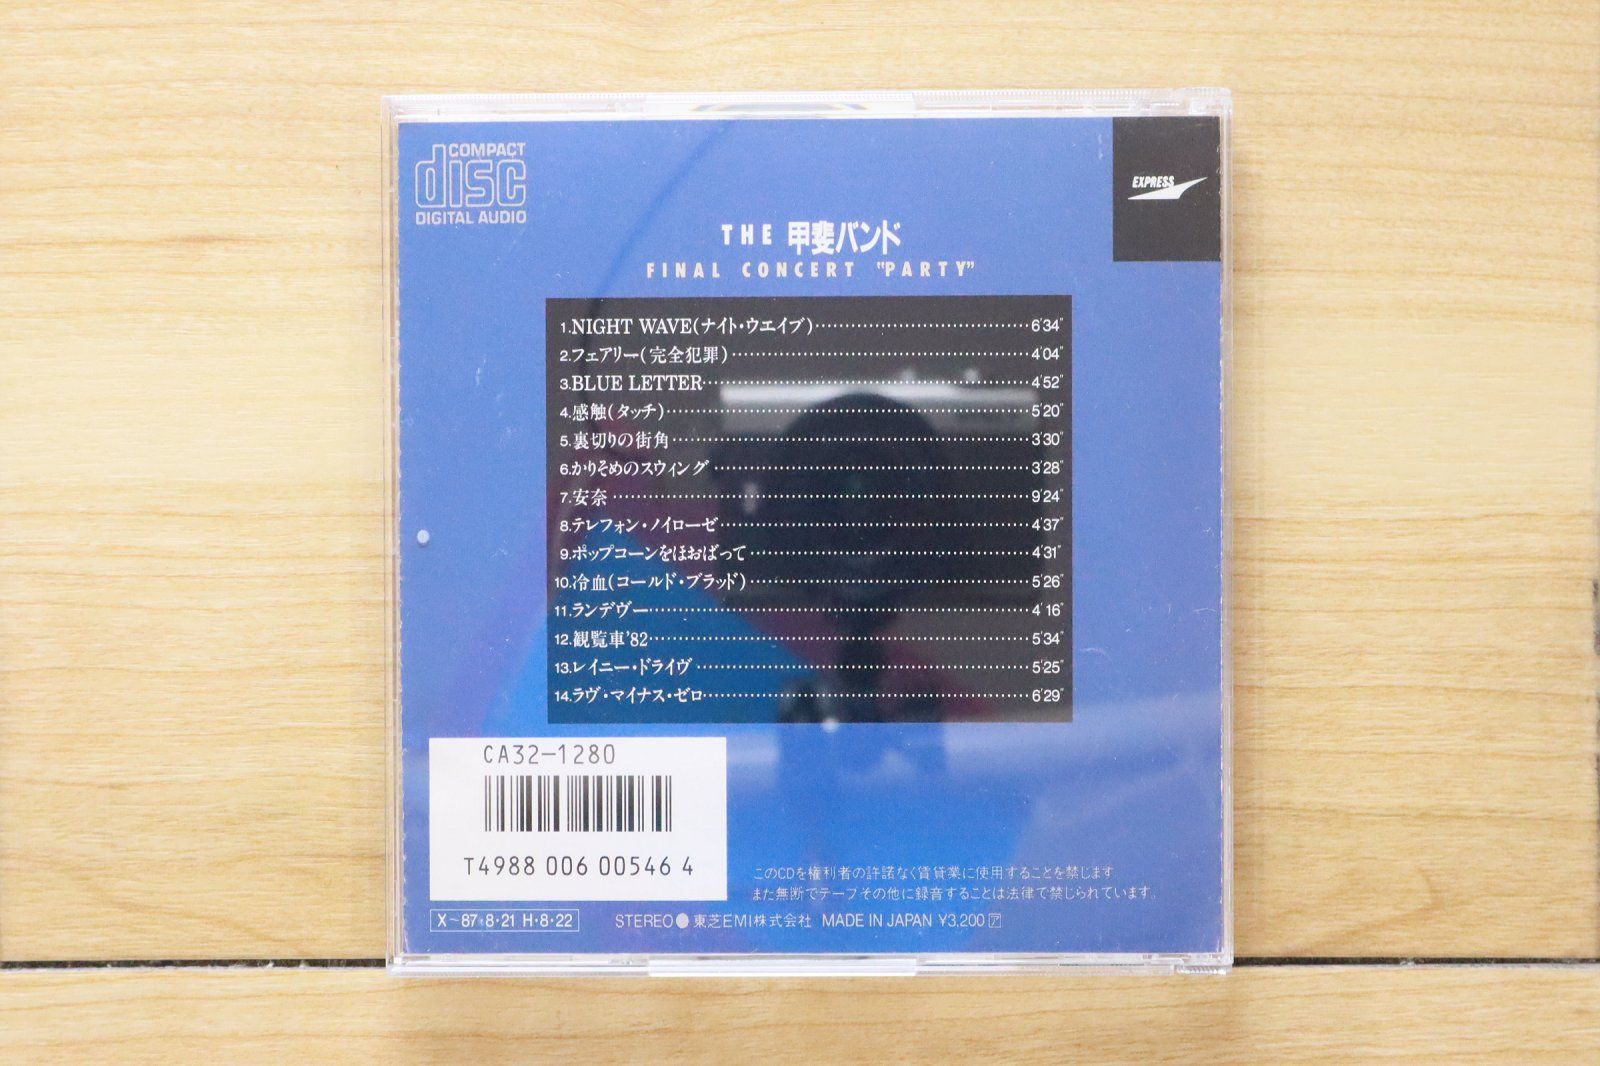 COMPACT
disc
DIGITAL AUDIO
EXPRESS
THE 甲斐バンド
FINAL CONCERT "PARTY"
1.NIGHT WAVE(ナイト・ウエイブ)……………6'34"
2.フェアリー(完全犯罪)……………4'04"
3.BLUE LETTER……………4'52"
4.感触(タッチ)……………5'20"
5.裏切りの街角……………3'30"
6.かりそめのスウィング……………3'28"
7.安奈……………9'24"
8.テレフォン・ノイローゼ……………4'37"
9.ポップコーンをほおばって……………4'31"
10.冷血(コールド・ブラッド)……………5'26"
11.ランデヴー……………4'16"
12.観覧車'82……………5'34"
13.レイニー・ドライヴ……………5'25"
14.ラヴ・マイナス・ゼロ……………6'29"
CA32-1280
T4988 006 00546 4
このCDを権利者の許諾なく賃貸業に使用することを禁じます
また無断でテープその他に録音することは法律で禁じられています。
X～87・8・21 H・8・22
STEREO●東芝EMI株式会社 MADE IN JAPAN ¥3,200 ア